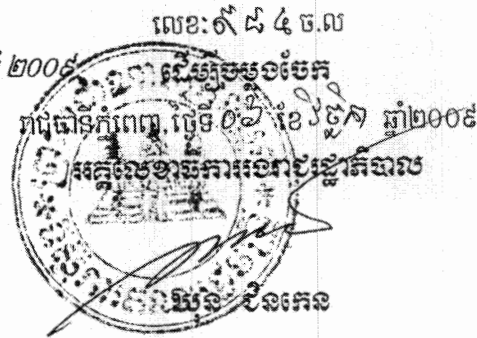 លេខ:៩៨៤ ច.ល
២០០៩ ដើម្បីចម្លងចែក
រាជធានីភ្នំពេញ, ថ្ងៃទី ០៦ ខែ វិច្ឆិកា ឆ្នាំ២០០៩
អគ្គលេខាធិការរងរាជរដ្ឋាភិបាល
ឃុន ជិនកេន